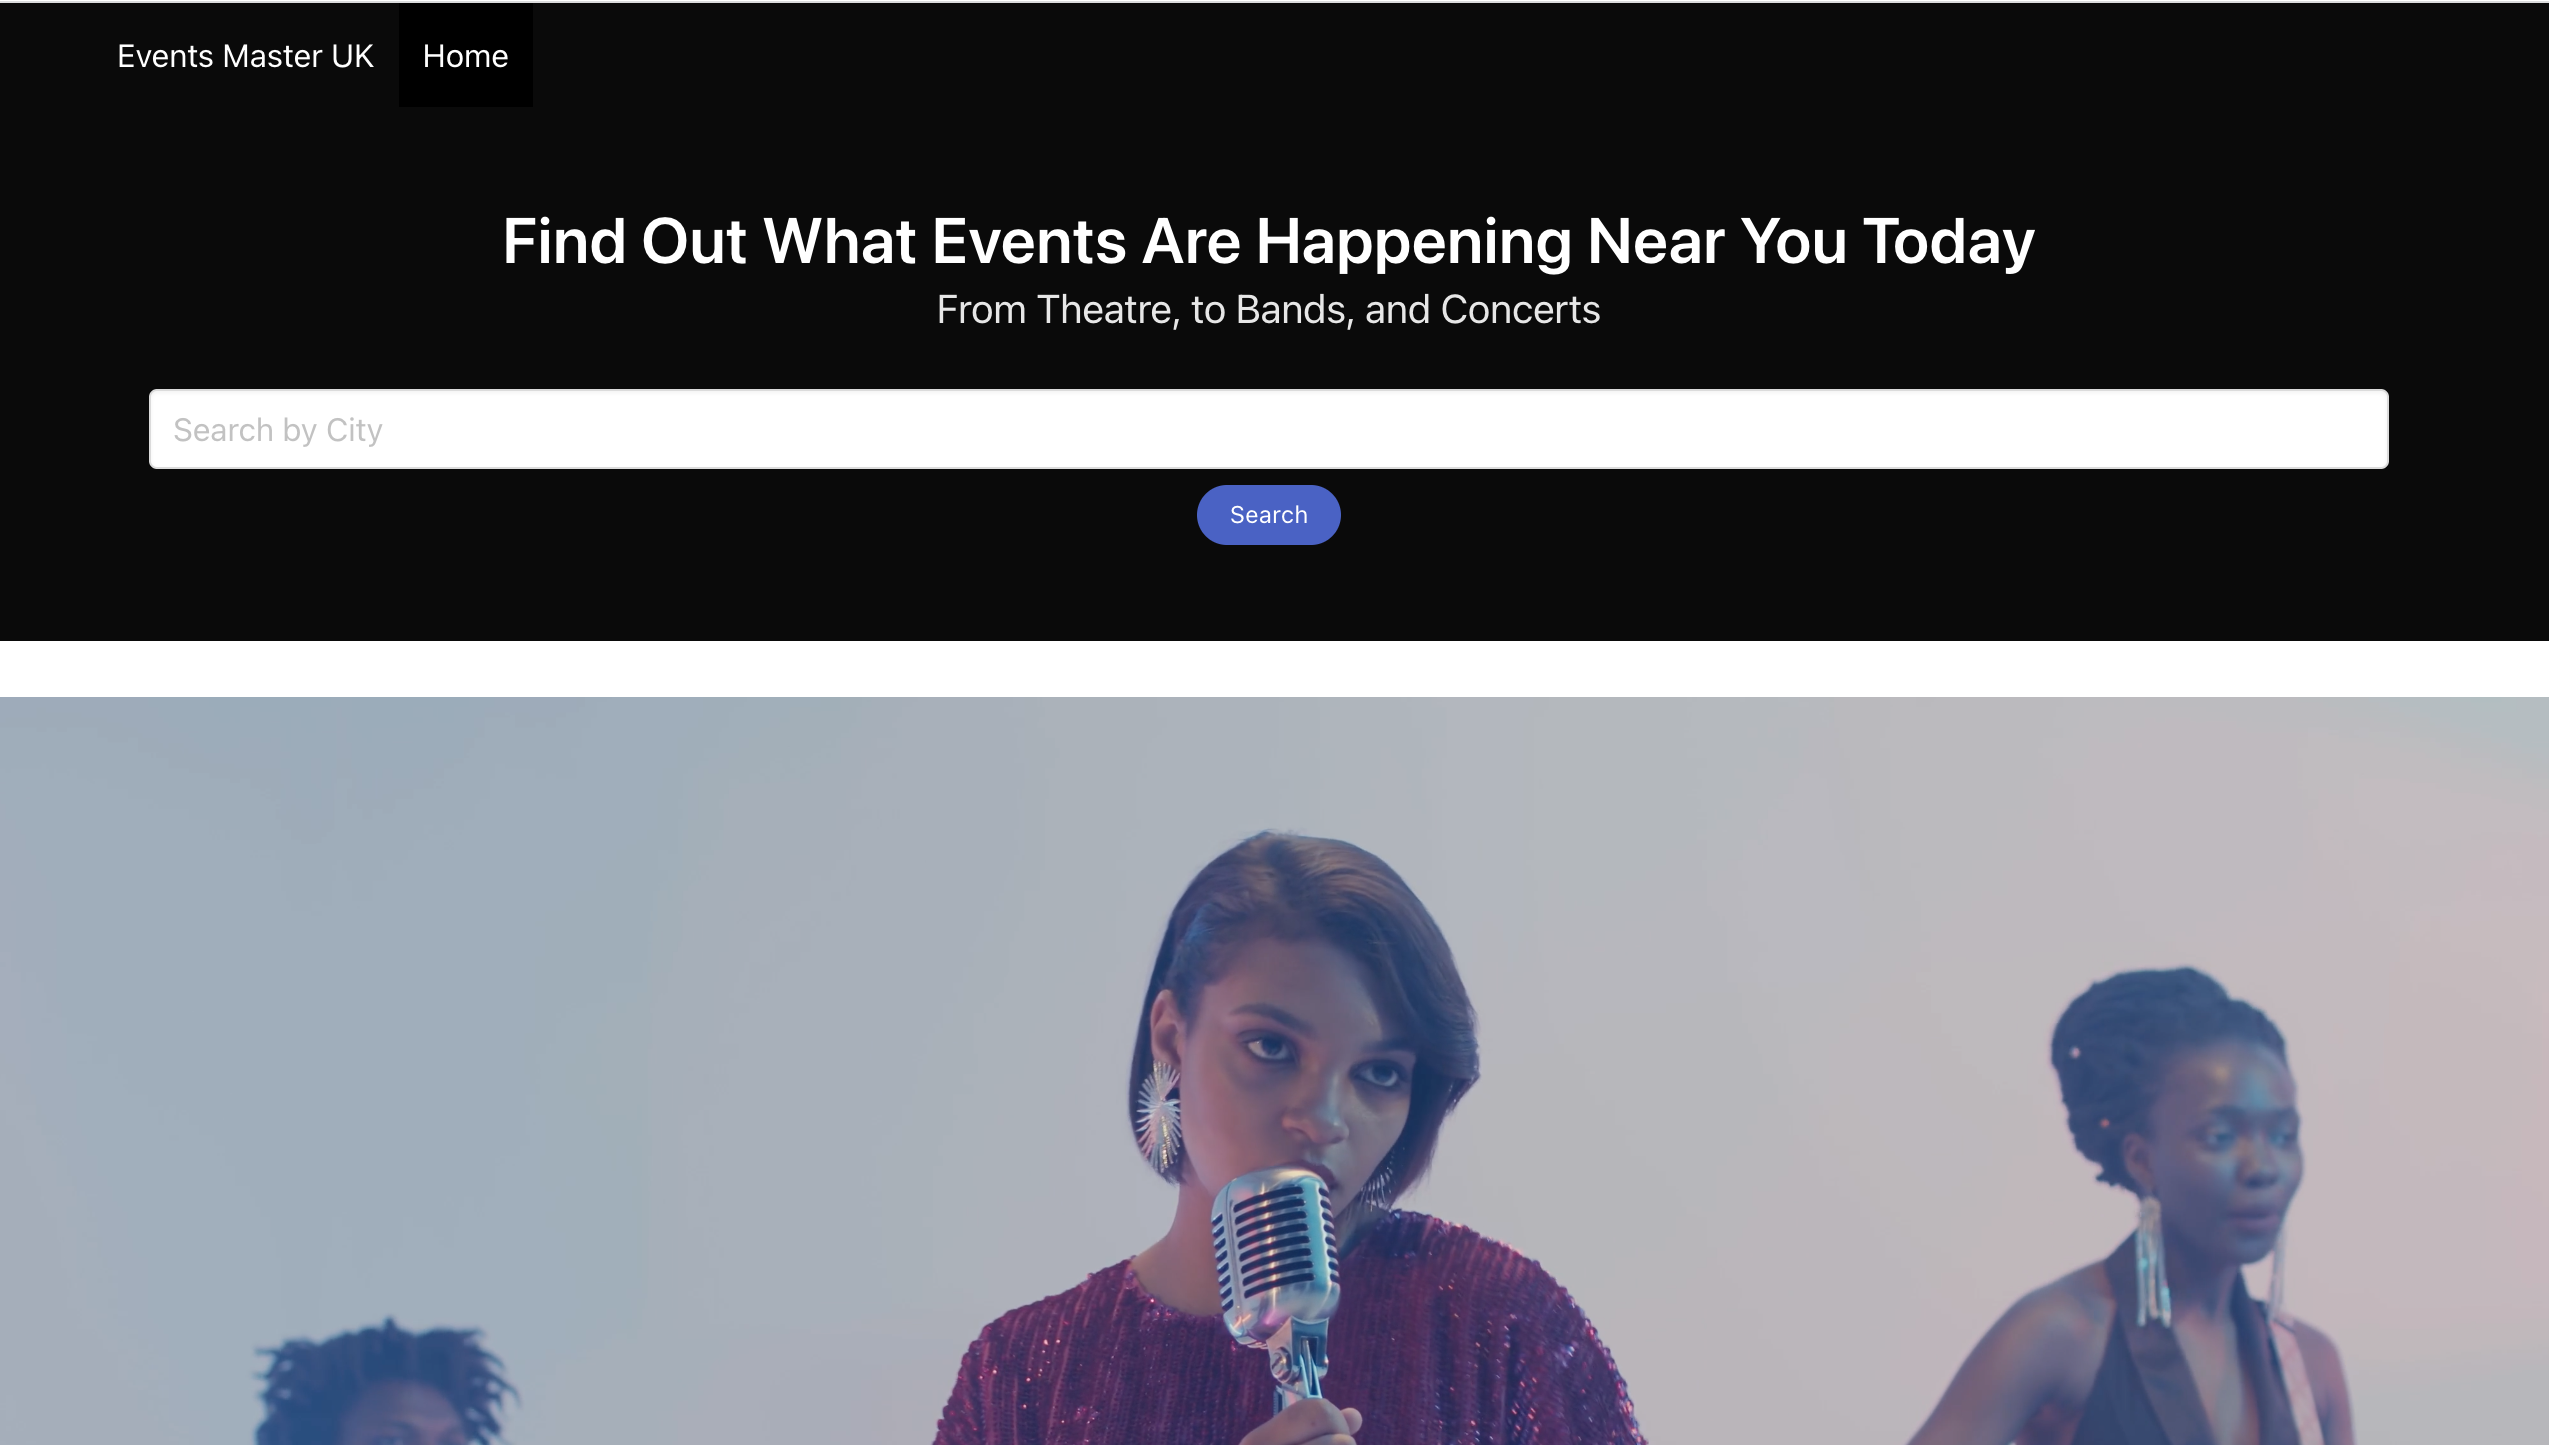 Events Master UK
Home
Find Out What Events Are Happening Near You Today
From Theatre, to Bands, and Concerts
Search by City
Search